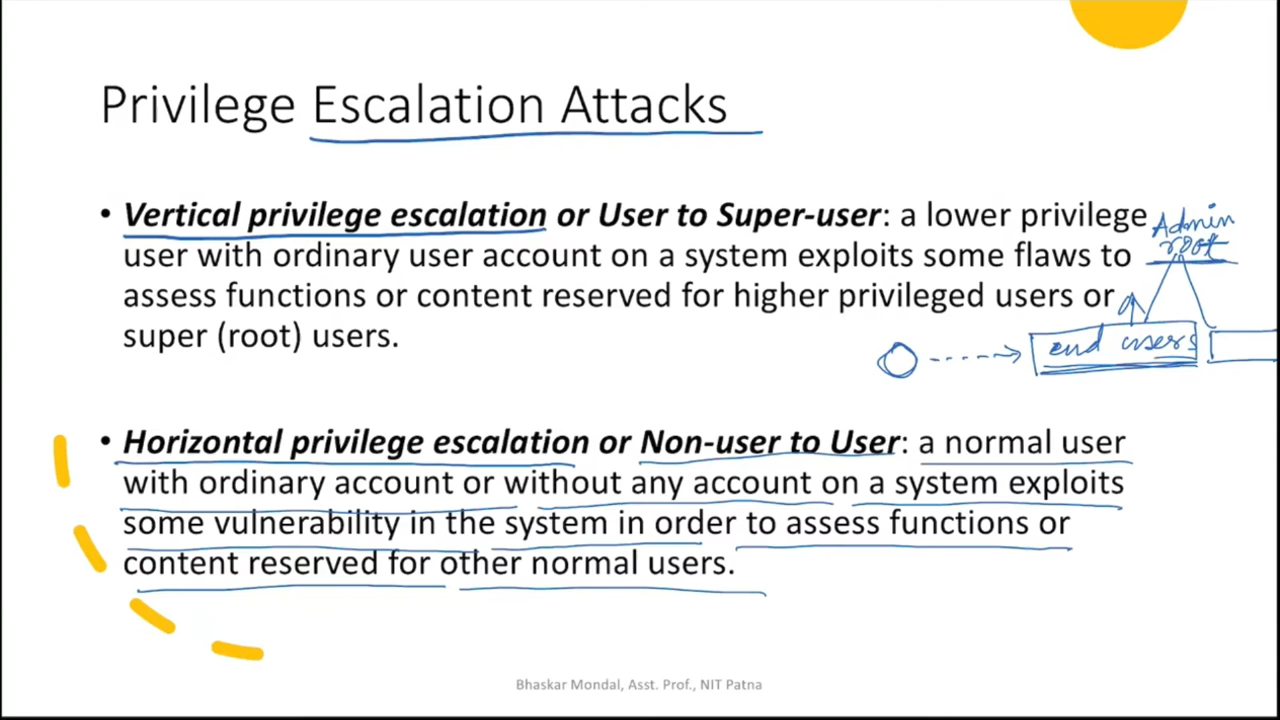 Privilege Escalation Attacks
• Vertical privilege escalation or User to Super-user: a lower privilege
user with ordinary user account on a system exploits some flaws to
assess functions or content reserved for higher privileged users or
super (root) users.
Admin
root
end users
• Horizontal privilege escalation or Non-user to User: a normal user
with ordinary account or without any account on a system exploits
some vulnerability in the system in order to assess functions or
content reserved for other normal users.
Bhaskar Mondal, Asst. Prof., NIT Patna